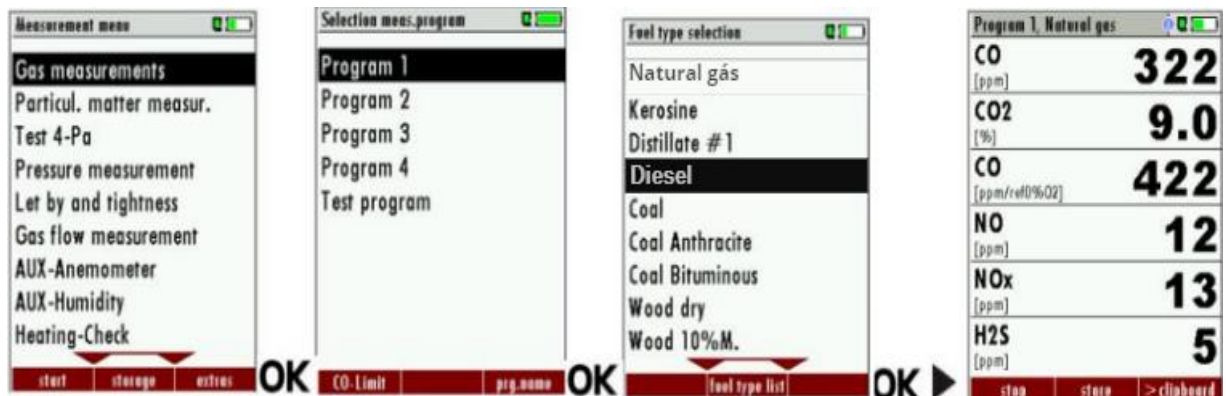 Measurement menu
Gas measurements
Particul. matter measur.
Test 4-Pa
Pressure measurement
Let by and tightness
Gas flow measurement
AUX-Anemometer
AUX-Humidity
Heating-Check
start storage extras
OK
Selection meas.program
Program 1
Program 2
Program 3
Program 4
Test program
CO-Limit prg.name
OK
Fuel type selection
Natural gás
Kerosine
Distillate #1
Diesel
Coal
Coal Anthracite
Coal Bituminous
Wood dry
Wood 10%M.
fuel type list
OK
Program 1, Natural gas
CO 322
[ppm]
CO2 9.0
[%]
CO 422
[ppm/ref0%O2]
NO 12
[ppm]
NOx 13
[ppm]
H2S 5
[ppm]
stop store >clipboard